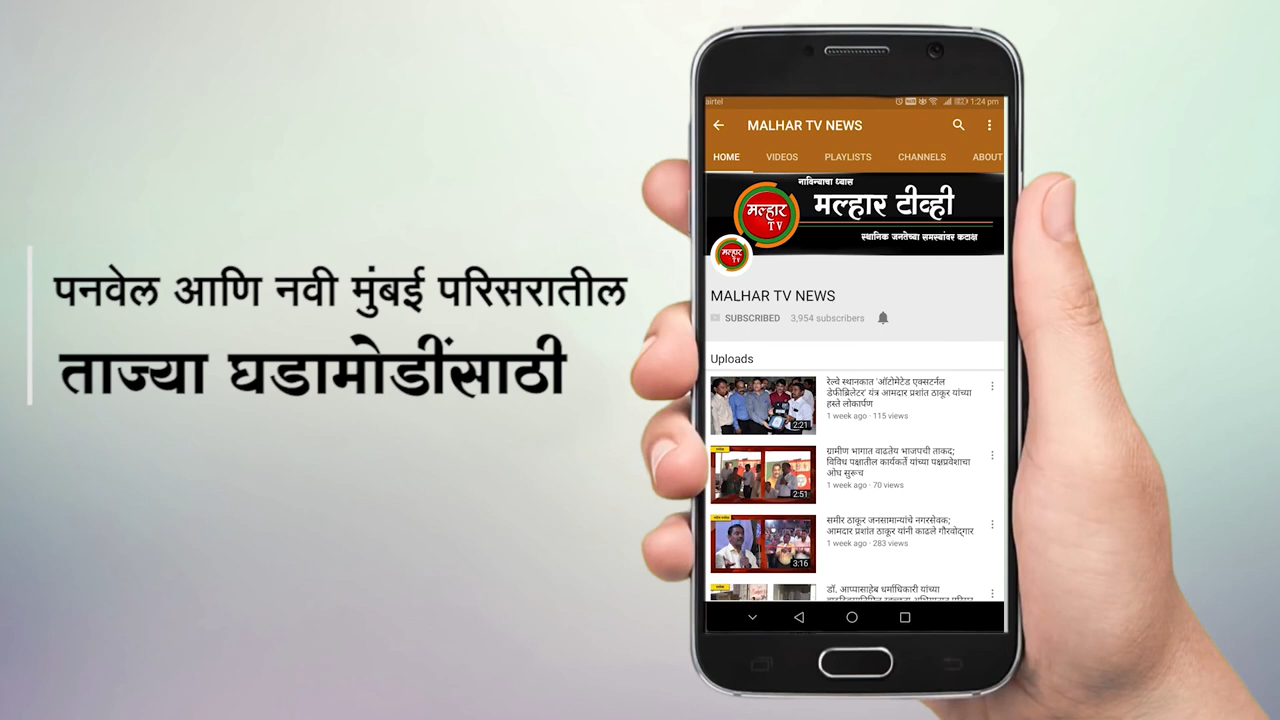 पनवेल आणि नवी मुंबई परिसरातील
ताज्या घडामोडींसाठी
airtel
1:24 pm
MALHAR TV NEWS
HOME VIDEOS PLAYLISTS CHANNELS ABOUT
नाविन्याचा ध्यास
मल्हार टीव्ही
मल्हार
TV
स्थानिक जनतेच्या समस्यांवर कटाक्ष
मल्हार
TV
MALHAR TV NEWS
SUBSCRIBED 3,954 subscribers
Uploads
रेल्वे स्थानकात 'ऑटोमेटेड एक्सटर्नल
डेफीब्रिलेटर' यंत्र आमदार प्रशांत ठाकूर यांच्या
हस्ते लोकार्पण
1 week ago · 115 views
2:21
ग्रामीण भागात वाढतेय भाजपची ताकद;
विविध पक्षातील कार्यकर्ते यांच्या पक्षप्रवेशाचा
ओघ सुरूच
1 week ago · 70 views
2:51
समीर ठाकूर जनसामान्यांचे नगरसेवक;
आमदार प्रशांत ठाकूर यांनी काढले गौरवोद्गार
1 week ago · 283 views
3:16
डॉ. आप्पासाहेब धर्माधिकारी यांच्या